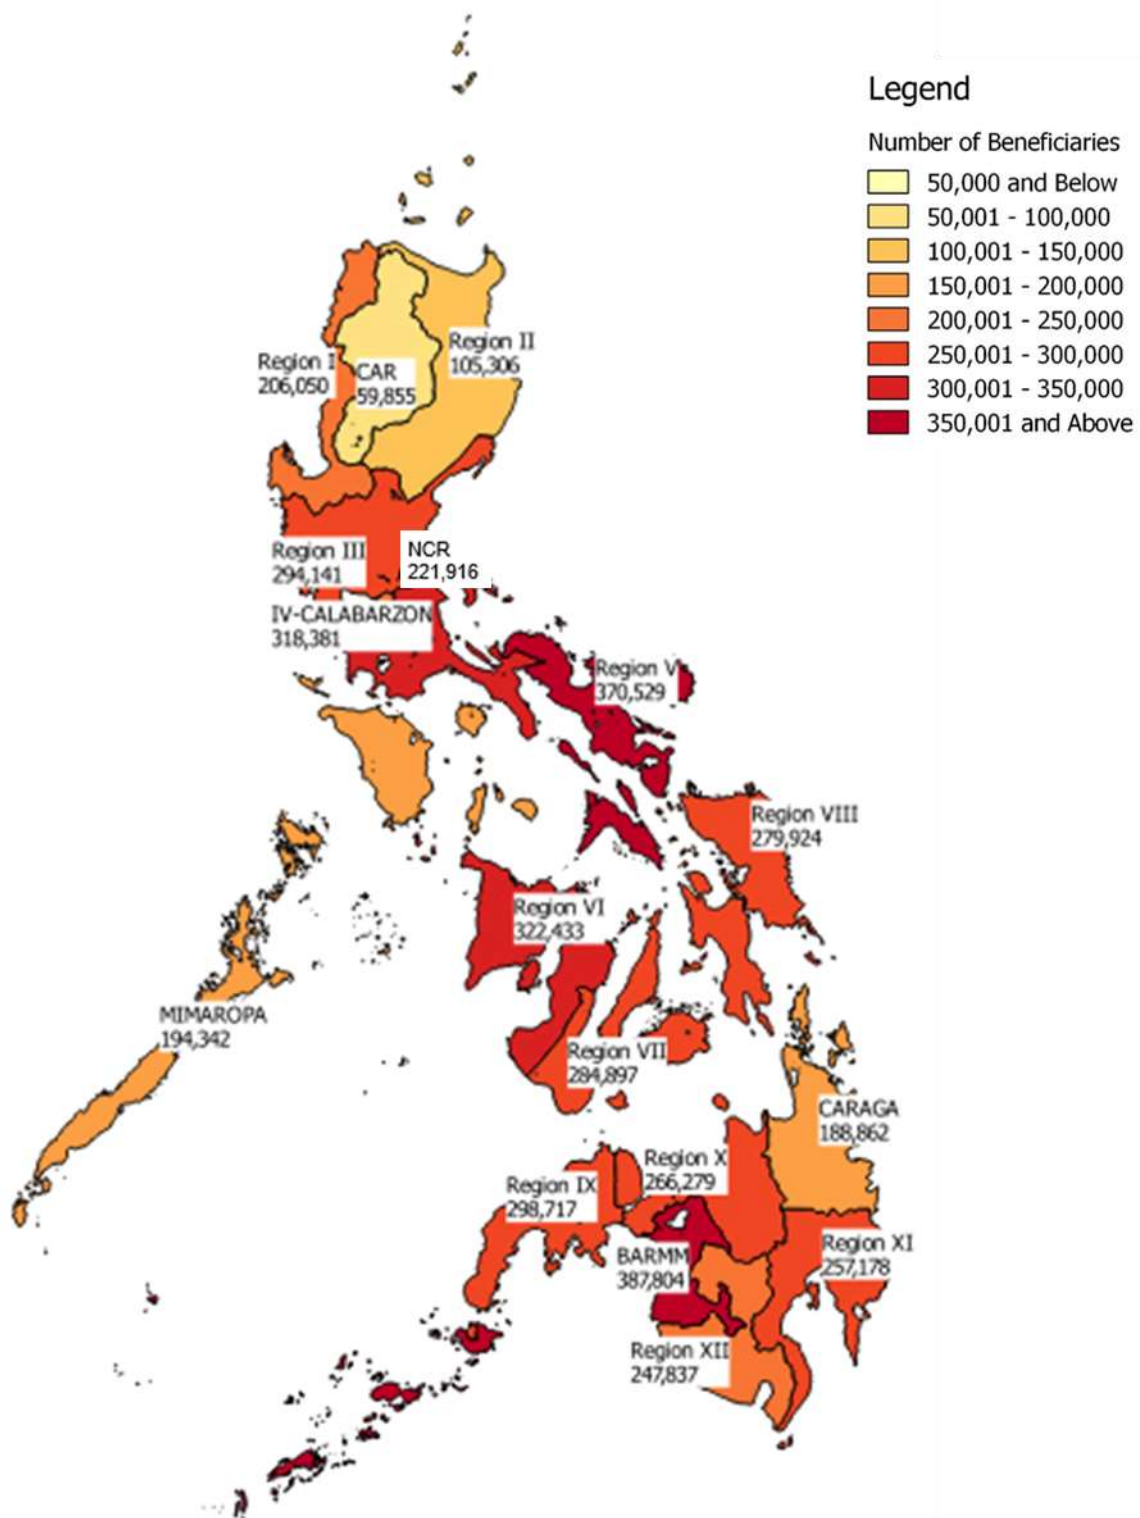 Legend
Number of Beneficiaries
50,000 and Below
50,001 - 100,000
100,001 - 150,000
150,001 - 200,000
200,001 - 250,000
250,001 - 300,000
300,001 - 350,000
350,001 and Above
Region II
105,306
Region I
206,050
CAR
59,855
Region III
294,141
NCR
221,916
IV-CALABARZON
318,381
Region V
370,529
Region VIII
279,924
Region VI
322,433
MIMAROPA
194,342
Region VII
284,897
CARAGA
188,862
Region X
266,279
Region IX
298,717
BARMM
387,804
Region XI
257,178
Region XII
247,837